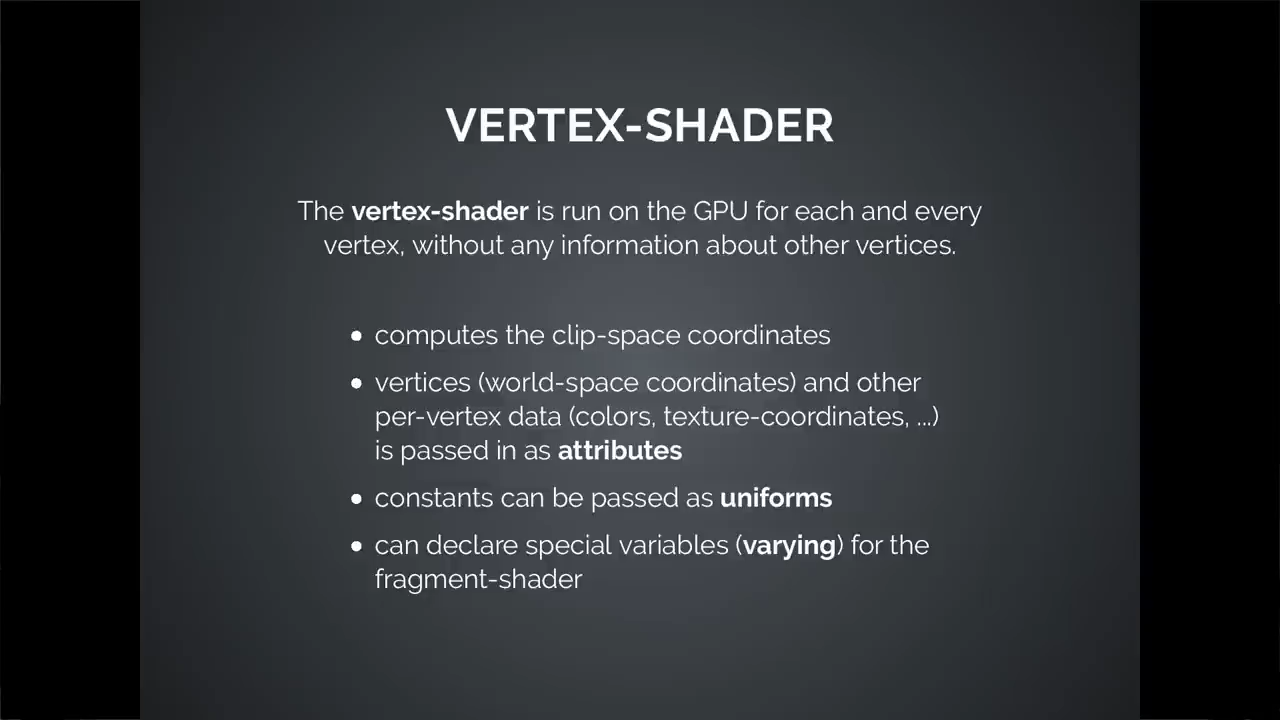 VERTEX-SHADER
The vertex-shader is run on the GPU for each and every
vertex, without any information about other vertices.
• computes the clip-space coordinates
• vertices (world-space coordinates) and other
per-vertex data (colors, texture-coordinates, ...)
is passed in as attributes
• constants can be passed as uniforms
• can declare special variables (varying) for the
fragment-shader